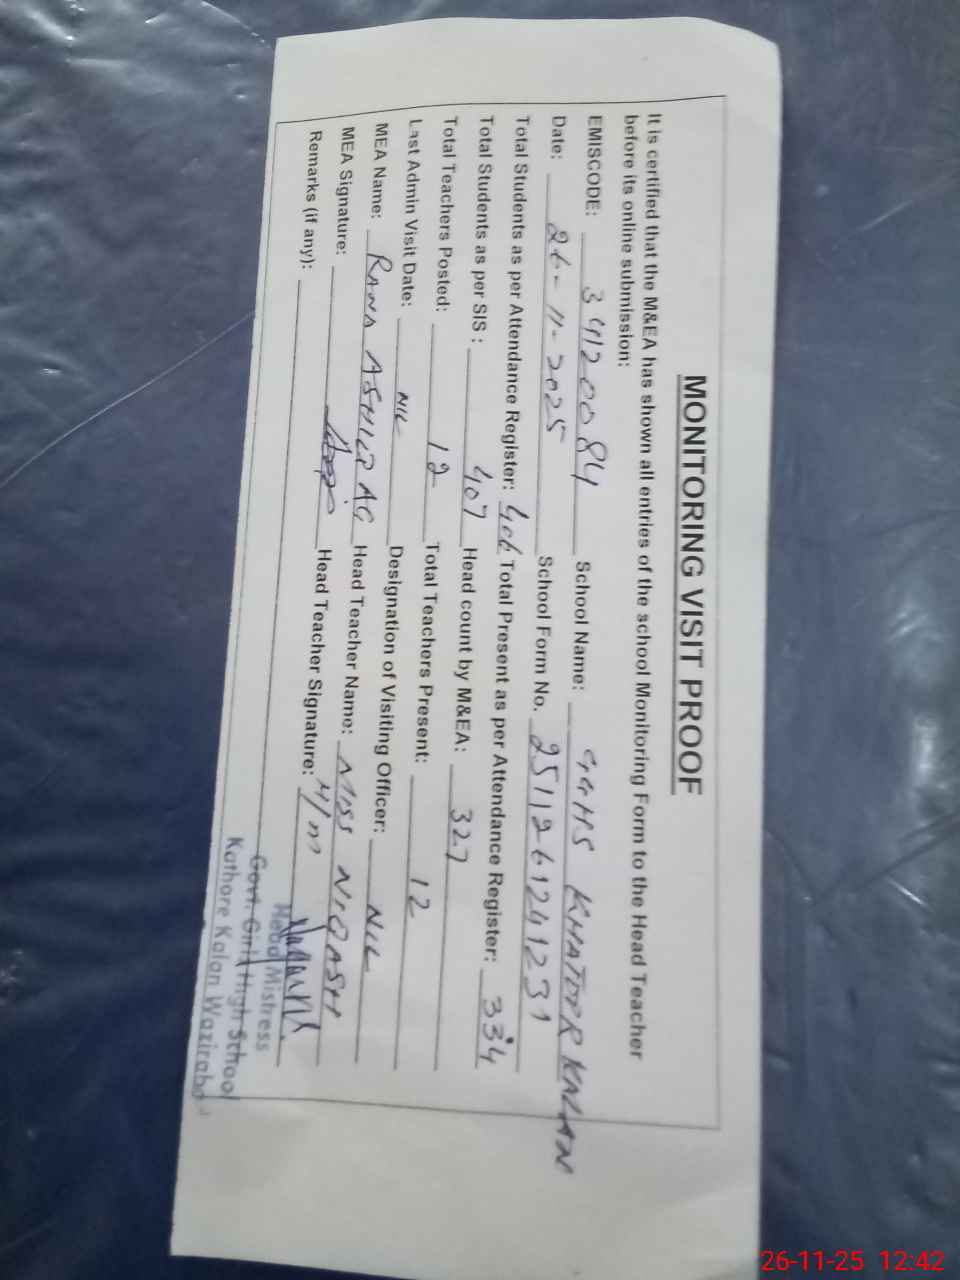 MONITORING VISIT PROOF
It is certified that the M&EA has shown all entries of the school Monitoring Form to the Head Teacher
before its online submission:
EMISCODE: 34120084 School Name: GGHS KHATORR KALAN
Date: 26-11-2025 School Form No. 2511261241231
Total Students as per Attendance Register: 406 Total Present as per Attendance Register: 334
Total Students as per SIS : 407 Head count by M&EA: 327
Total Teachers Posted: 12 Total Teachers Present: 12
Last Admin Visit Date: NIL Designation of Visiting Officer: NIL
MEA Name: RANA Head Teacher Name: MISS
MEA Signature: Head Teacher Signature: H/m
Remarks (if any):
Head Mistress
Govt. Girls High School
Kathore Kalan Wazirabad
26-11-25 12:42